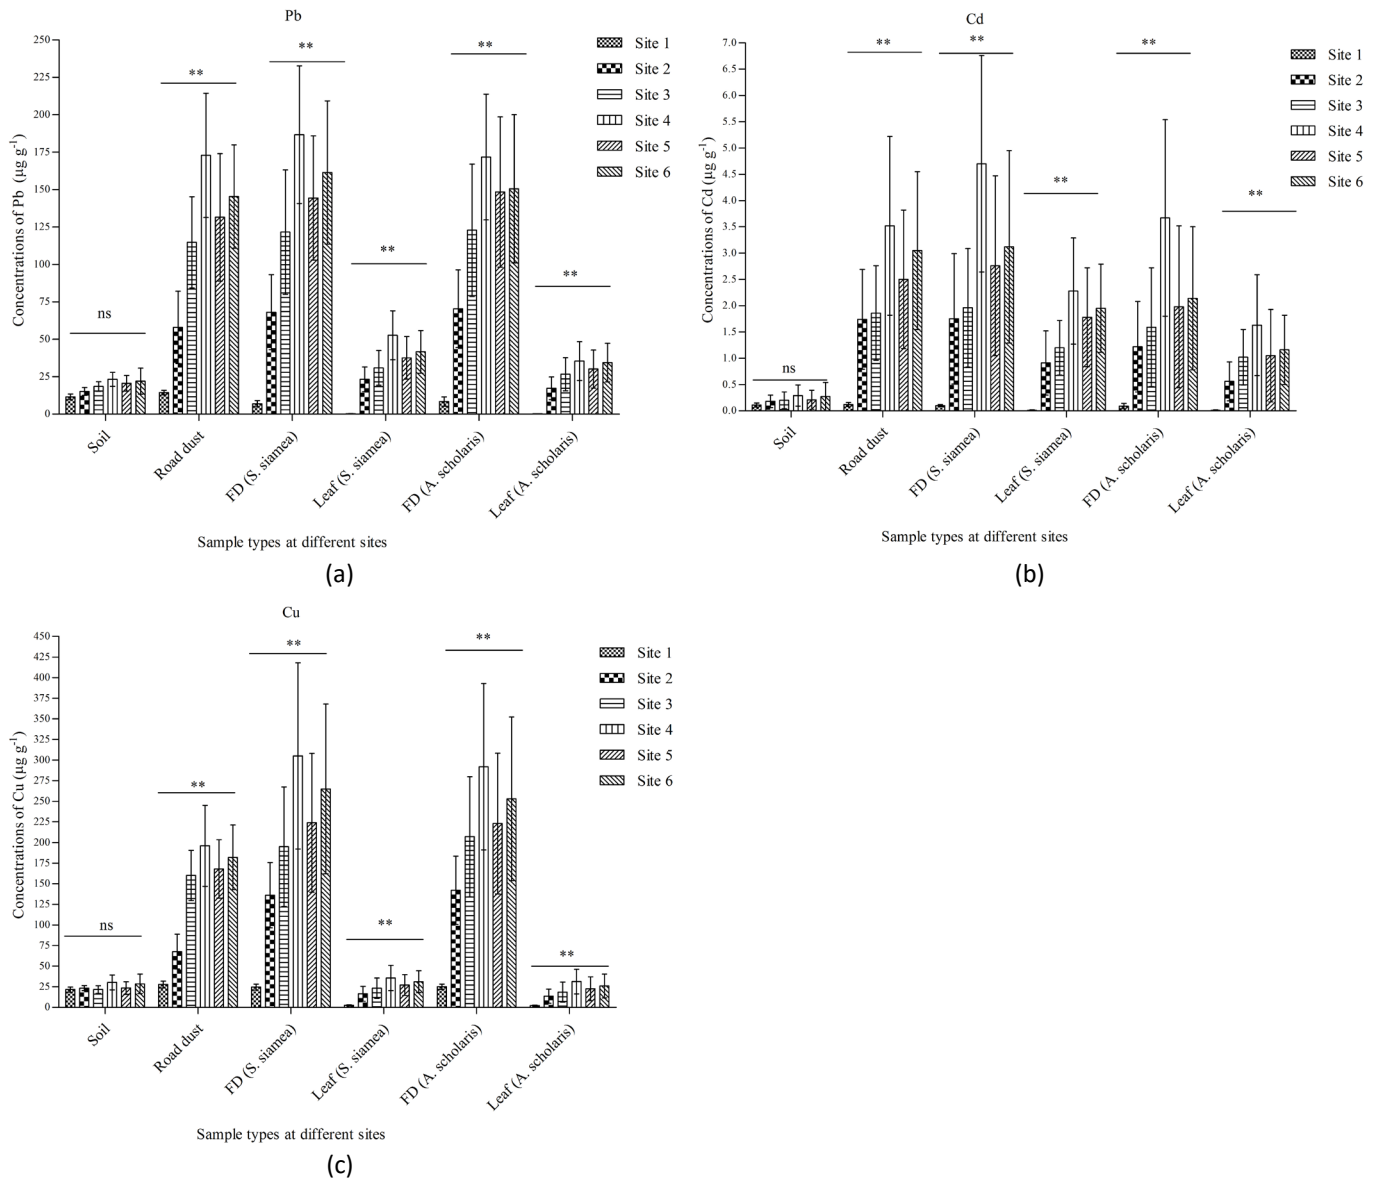 Pb
250
225
200
175
150
125
100
75
50
25
0
Concentrations of Pb (µg g-1)
ns
**
**
**
**
**
Soil
Road dust
FD (S. siamea)
Leaf (S. siamea)
FD (A. scholaris)
Leaf (A. scholaris)
Sample types at different sites
Site 1
Site 2
Site 3
Site 4
Site 5
Site 6
(a)
Cd
7.0
6.5
6.0
5.5
5.0
4.5
4.0
3.5
3.0
2.5
2.0
1.5
1.0
0.5
0.0
Concentrations of Cd (µg g-1)
ns
**
**
**
**
**
Soil
Road dust
FD (S. siamea)
Leaf (S. siamea)
FD (A. scholaris)
Leaf (A. scholaris)
Sample types at different sites
Site 1
Site 2
Site 3
Site 4
Site 5
Site 6
(b)
Cu
450
425
400
375
350
325
300
275
250
225
200
175
150
125
100
75
50
25
0
Concentrations of Cu (µg g-1)
ns
**
**
**
**
**
Soil
Road dust
FD (S. siamea)
Leaf (S. siamea)
FD (A. scholaris)
Leaf (A. scholaris)
Sample types at different sites
Site 1
Site 2
Site 3
Site 4
Site 5
Site 6
(c)